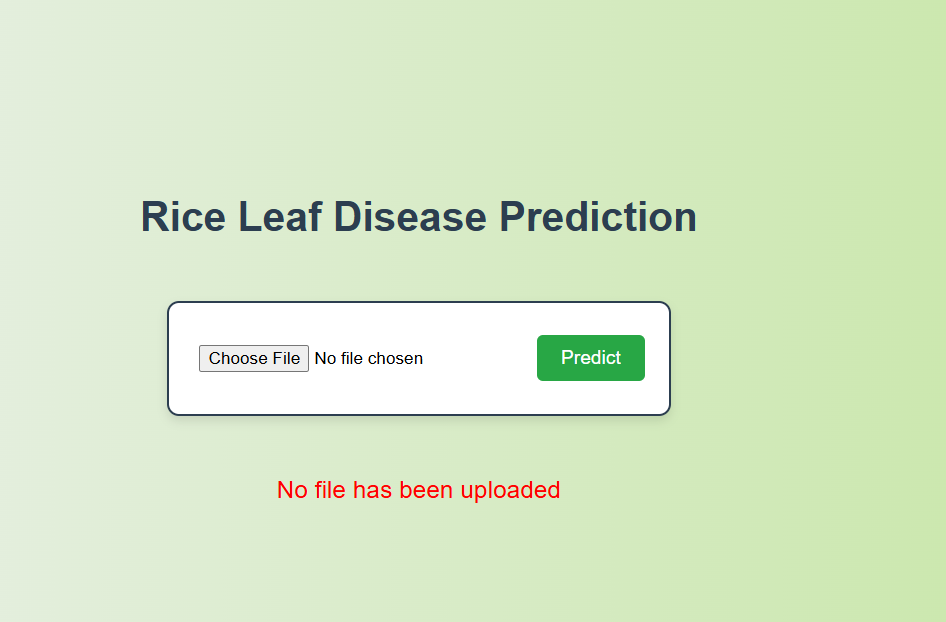 Rice Leaf Disease Prediction
Choose File No file chosen Predict
No file has been uploaded